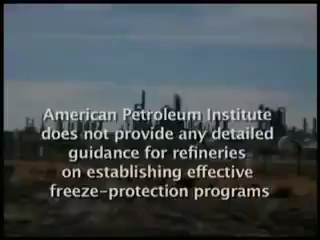 American Petroleum Institute
does not provide any detailed
guidance for refineries
on establishing effective
freeze-protection programs